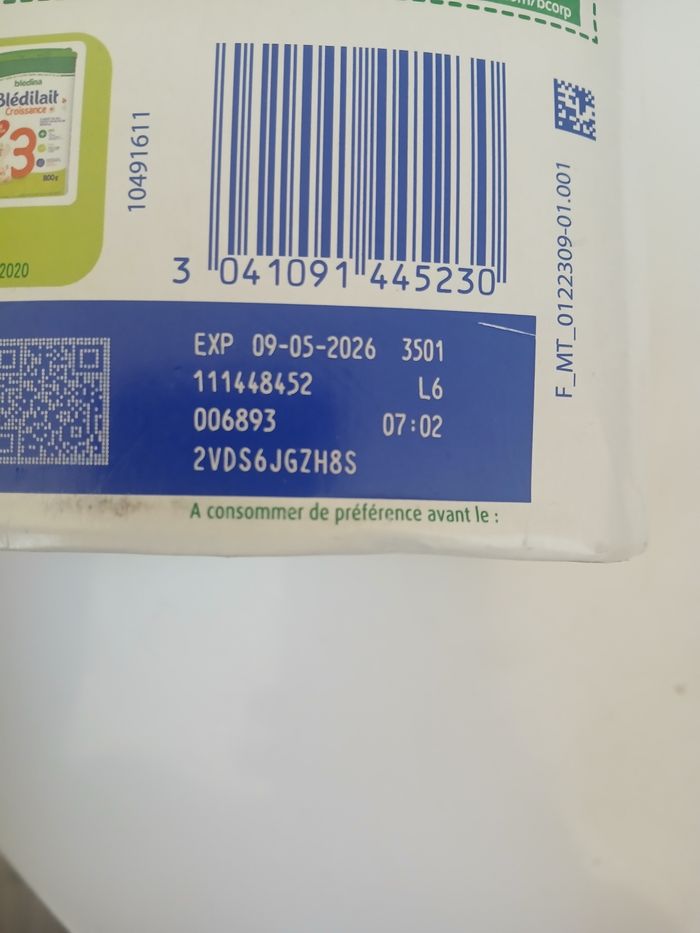 om/bcorp
blédina
Blédilait
Croissance +
3
800g
2020
10491611
3 041091 445230
F_MT_0122309-01.001
EXP 09-05-2026 3501
111448452 L6
006893 07:02
2VDS6JGZH8S
A consommer de préférence avant le :